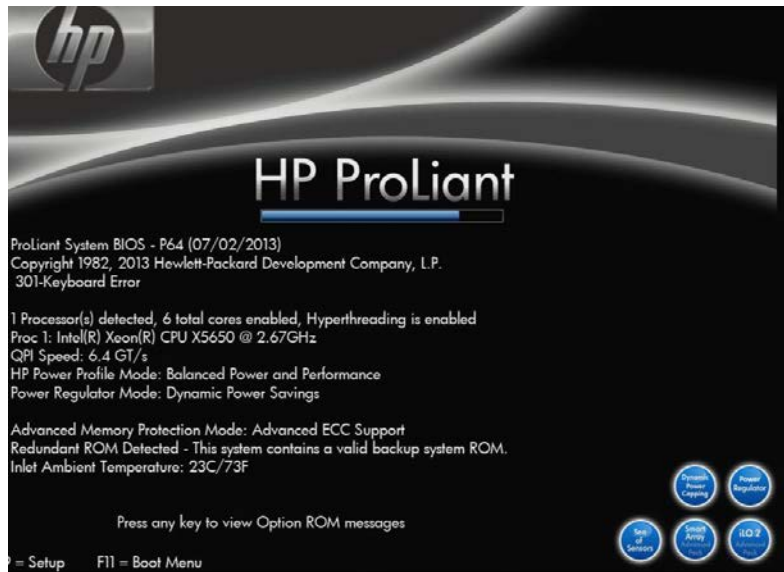 hp
HP ProLiant
ProLiant System BIOS - P64 (07/02/2013)
Copyright 1982, 2013 Hewlett-Packard Development Company, L.P.
301-Keyboard Error
1 Processor(s) detected, 6 total cores enabled, Hyperthreading is enabled
Proc 1: Intel(R) Xeon(R) CPU X5650 @ 2.67GHz
QPI Speed: 6.4 GT/s
HP Power Profile Mode: Balanced Power and Performance
Power Regulator Mode: Dynamic Power Savings
Advanced Memory Protection Mode: Advanced ECC Support
Redundant ROM Detected - This system contains a valid backup system ROM.
Inlet Ambient Temperature: 23C/73F
Dynamic
Power
Capping
Power
Regulator
Press any key to view Option ROM messages
Sea
of
Sensors
Smart
Array
Advanced
Pack
iLO 2
Advanced
Pack
= Setup F11 = Boot Menu